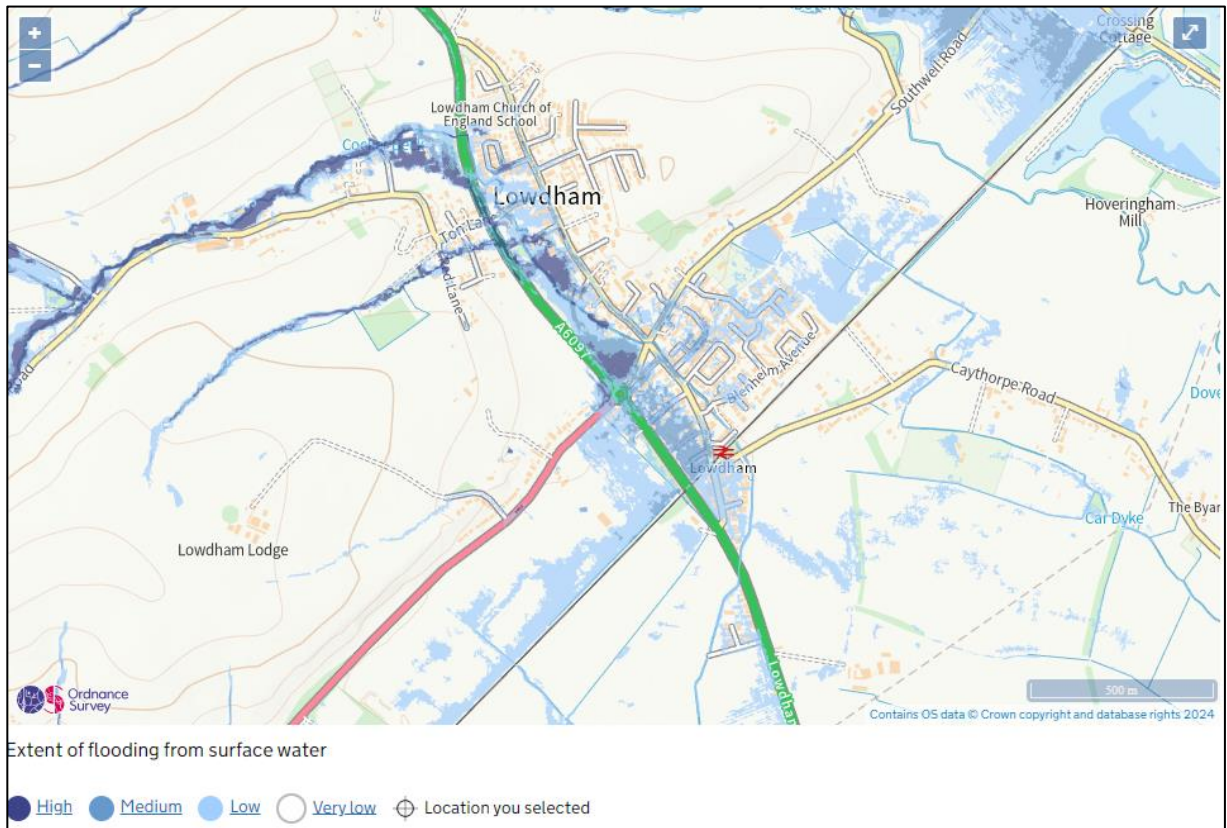 +
−
Crossing
Cottage
Southwell Road
Lowdham Church of
England School
Lowdham
Hoveringham
Mill
Ton Lane
A6097
Blenheim Avenue
Caythorpe Road
Lowdham
Car Dyke
The Byar
Lowdham Lodge
Lowdham
Ordnance
Survey
500 m
Contains OS data © Crown copyright and database rights 2024
Extent of flooding from surface water
High Medium Low Very low Location you selected